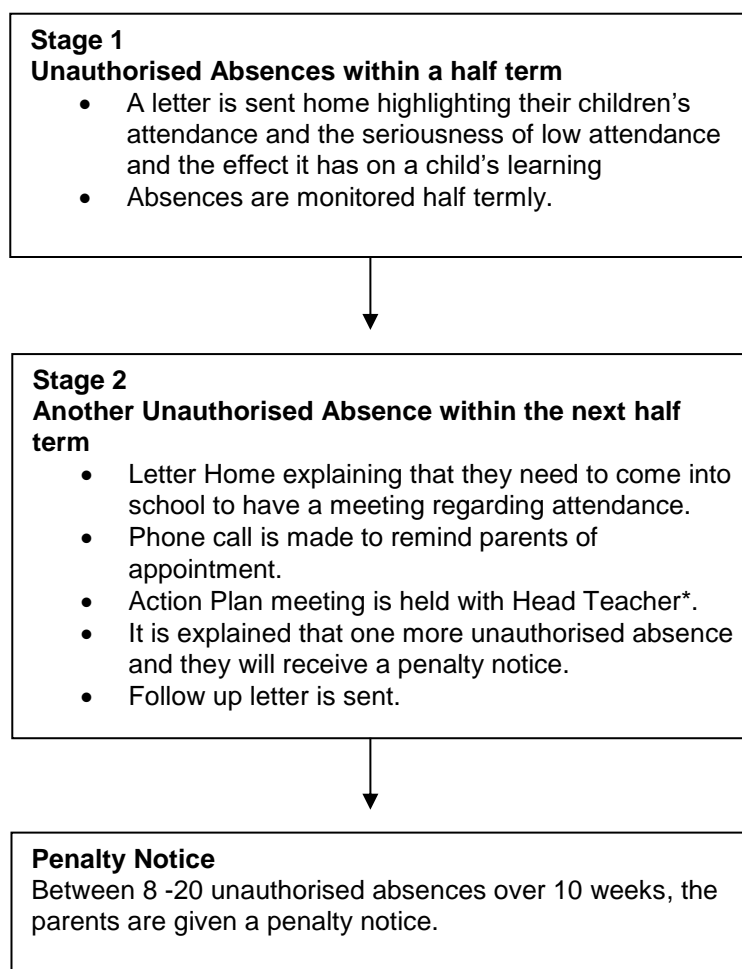 Stage 1
Unauthorised Absences within a half term
• A letter is sent home highlighting their children’s
attendance and the seriousness of low attendance
and the effect it has on a child’s learning
• Absences are monitored half termly.
Stage 2
Another Unauthorised Absence within the next half
term
• Letter Home explaining that they need to come into
school to have a meeting regarding attendance.
• Phone call is made to remind parents of
appointment.
• Action Plan meeting is held with Head Teacher*.
• It is explained that one more unauthorised absence
and they will receive a penalty notice.
• Follow up letter is sent.
Penalty Notice
Between 8 -20 unauthorised absences over 10 weeks, the
parents are given a penalty notice.